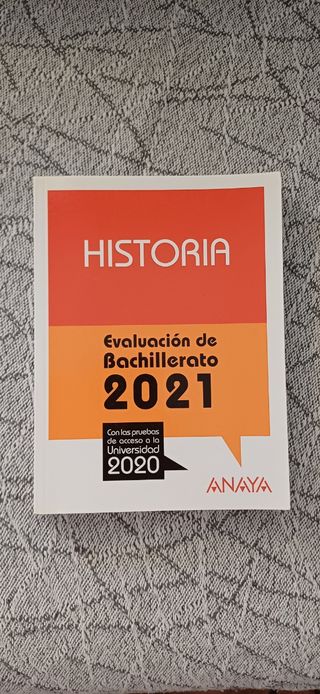 HISTORIA
Evaluación de
Bachillerato
2021
Con las pruebas
de acceso a la
Universidad
2020
ANAYA